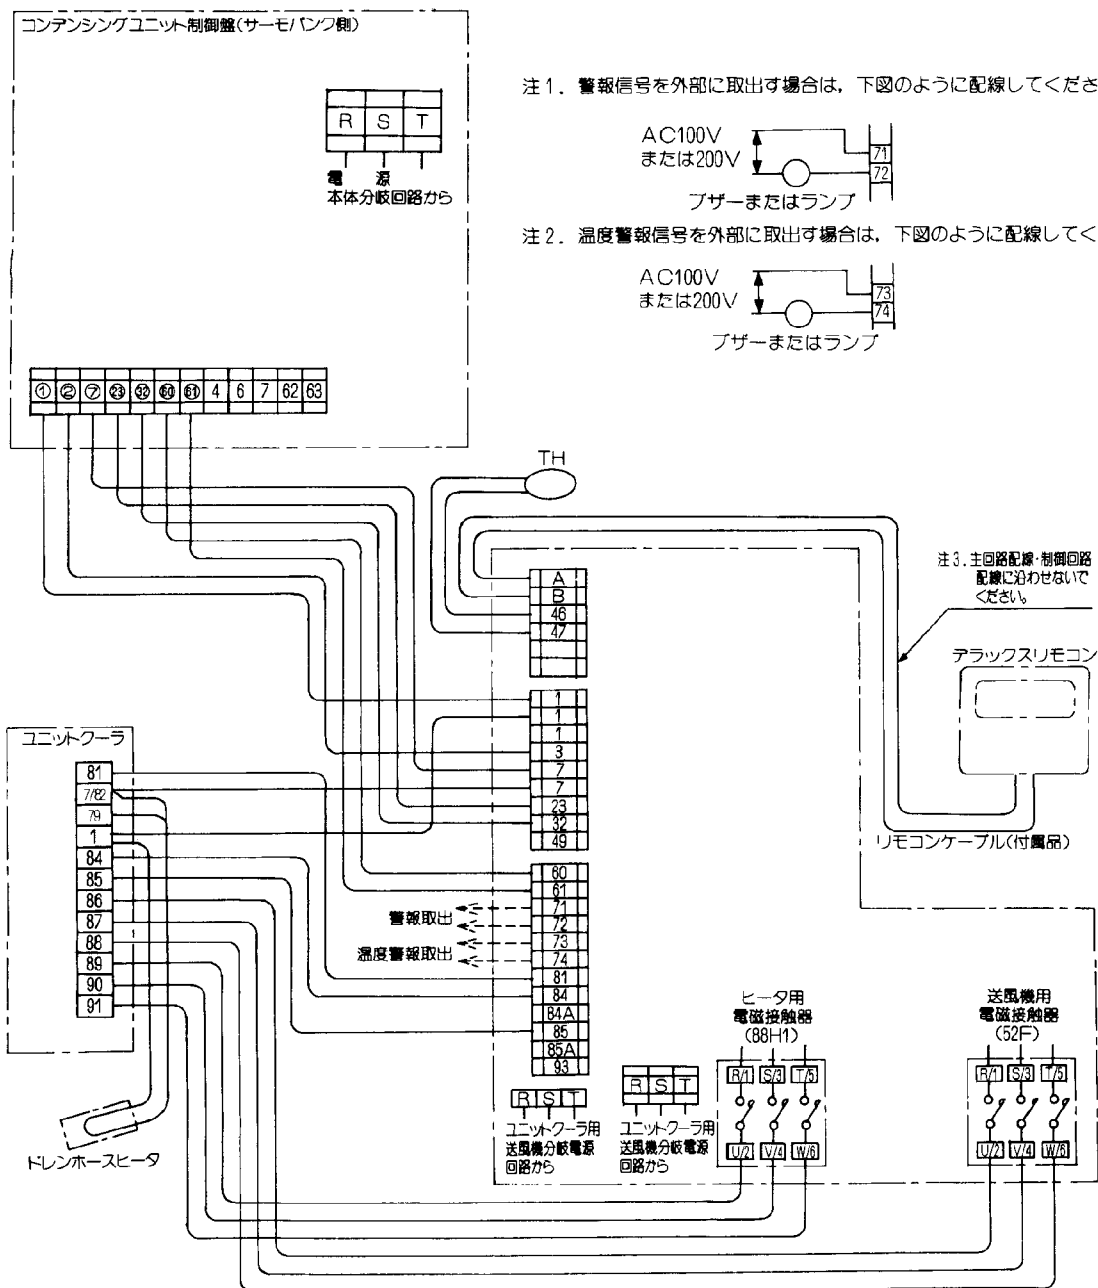 コンデンシングユニット制御盤(サーモバンク側)
R S T
電 源
本体分岐回路から
注1. 警報信号を外部に取出す場合は、下図のように配線してくださ
AC100V
または200V
71
72
ブザーまたはランプ
注2. 温度警報信号を外部に取出す場合は、下図のように配線してく
AC100V
または200V
73
74
ブザーまたはランプ
① ② ⑦ ㉓ ㉜ 60 61 4 6 7 62 63
TH
A
B
46
47
注3. 主回路配線・制御回路
配線に沿わせないで
ください。
デラックスリモコン
リモコンケーブル(付属品)
1
1
1
3
7
7
23
32
49
ユニットクーラ
81
7/82
79
1
84
85
86
87
88
89
90
91
ドレンホースヒータ
60
61
71
72
73
74
81
84
84A
85
85A
93
警報取出
温度警報取出
R S T
ユニットクーラ用
送風機分岐電源
回路から
R S T
ユニットクーラ用
送風機分岐電源
回路から
ヒータ用
電磁接触器
(88H1)
R/1 S/3 T/5
U/2 V/4 W/6
送風機用
電磁接触器
(52F)
R/1 S/3 T/5
U/2 V/4 W/6